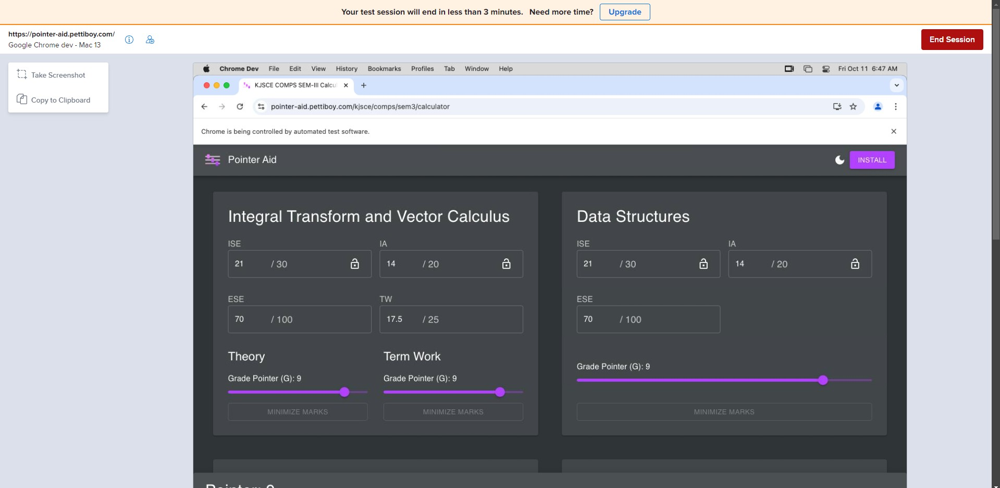 Your test session will end in less than 3 minutes. Need more time? Upgrade
https://pointer-aid.pettiboy.com/
Google Chrome dev - Mac 13
End Session
Take Screenshot
Copy to Clipboard
Chrome Dev File Edit View History Bookmarks Profiles Tab Window Help Fri Oct 11 6:47 AM
KJSCE COMPS SEM-III Calcul
pointer-aid.pettiboy.com/kjsce/comps/sem3/calculator
Chrome is being controlled by automated test software.
Pointer Aid
INSTALL
Integral Transform and Vector Calculus
ISE IA
21 / 30 14 / 20
ESE TW
70 / 100 17.5 / 25
Theory Term Work
Grade Pointer (G): 9 Grade Pointer (G): 9
MINIMIZE MARKS MINIMIZE MARKS
Data Structures
ISE IA
21 / 30 14 / 20
ESE
70 / 100
Grade Pointer (G): 9
MINIMIZE MARKS